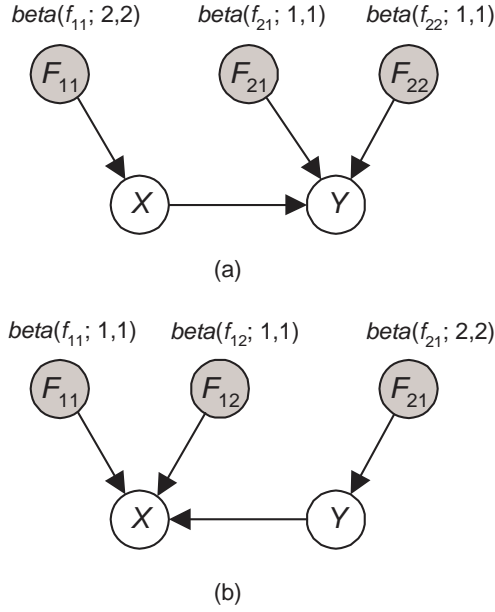 beta(f11; 2,2) beta(f21; 1,1) beta(f22; 1,1)
F11 F21 F22
X Y
(a)
beta(f11; 1,1) beta(f12; 1,1) beta(f21; 2,2)
F11 F12 F21
X Y
(b)